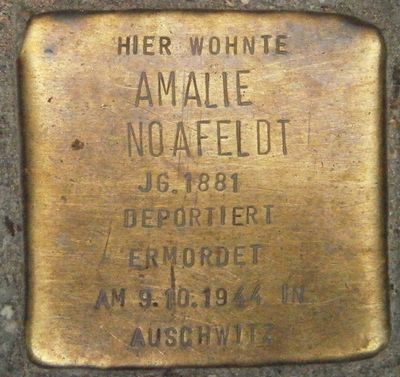 HIER WOHNTE
AMALIE
NOAFELDT
JG. 1881
DEPORTIERT
ERMORDET
AM 9.10.1944 IN
AUSCHWITZ